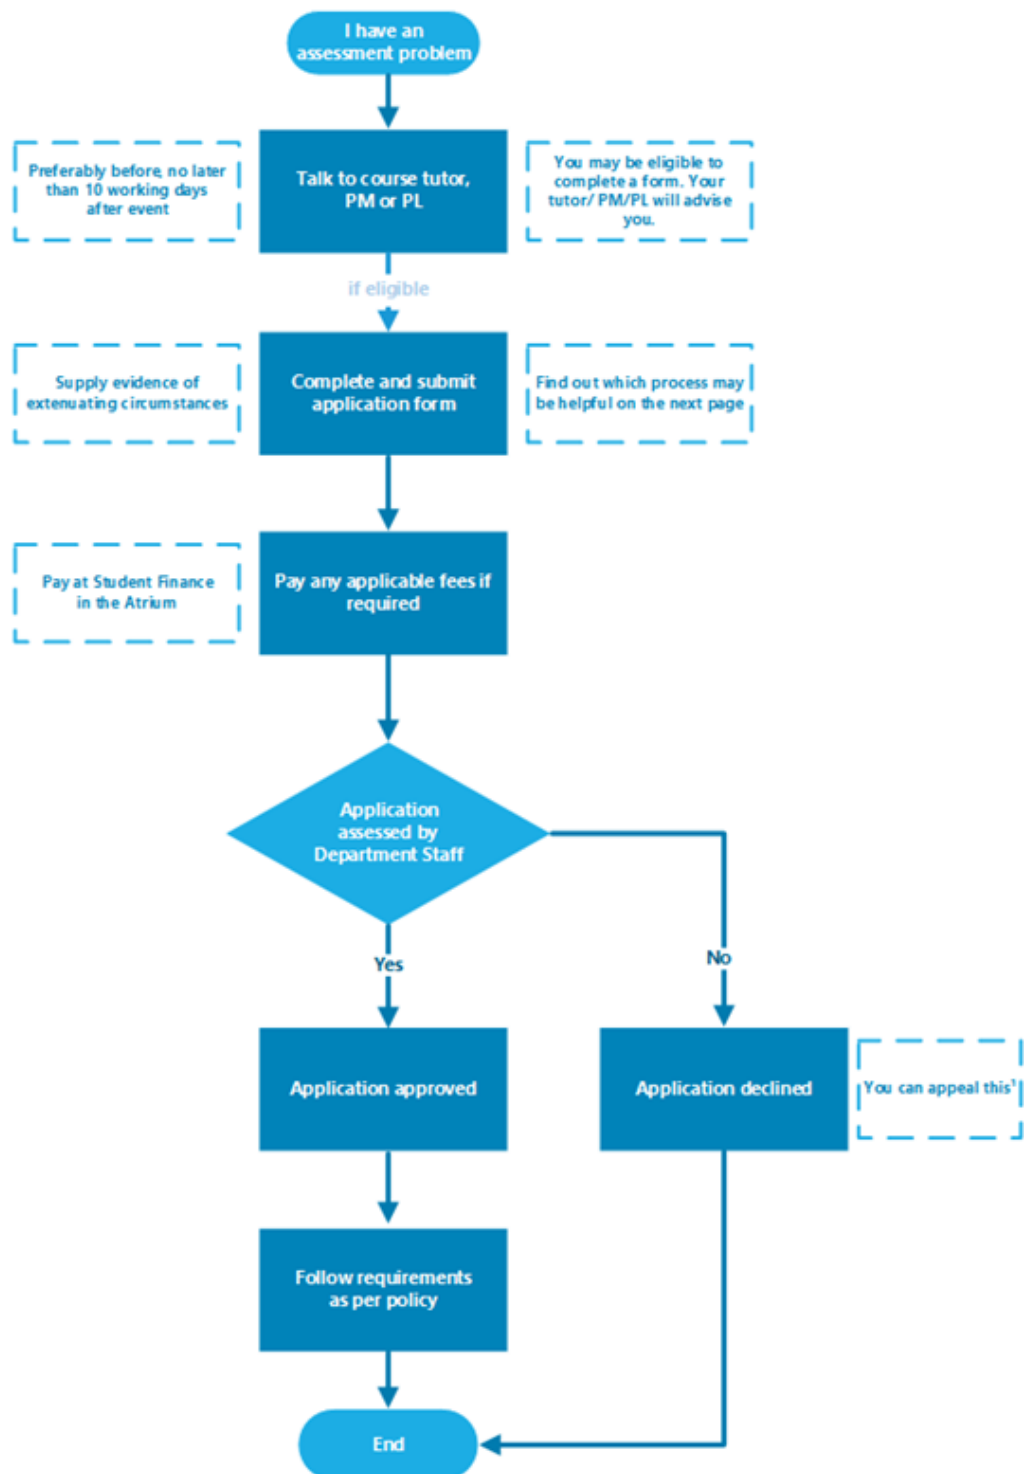 I have an
assessment problem
Preferably before, no later
than 10 working days
after event
Talk to course tutor,
PM or PL
You may be eligible to
complete a form. Your
tutor/ PM/PL will advise
you.
if eligible
Supply evidence of
extenuating circumstances
Complete and submit
application form
Find out which process may
be helpful on the next page
Pay at Student Finance
in the Atrium
Pay any applicable fees if
required
Application
assessed by
Department Staff
Yes
No
Application approved
Application declined
You can appeal this¹
Follow requirements
as per policy
End